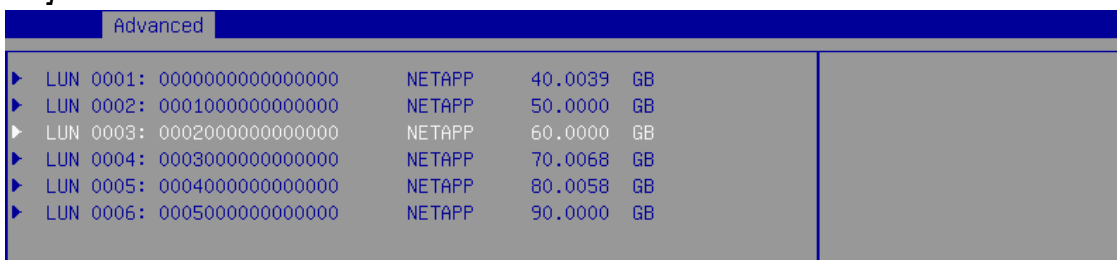 Advanced
LUN 0001: 0000000000000000 NETAPP 40.0039 GB
LUN 0002: 0001000000000000 NETAPP 50.0000 GB
LUN 0003: 0002000000000000 NETAPP 60.0000 GB
LUN 0004: 0003000000000000 NETAPP 70.0068 GB
LUN 0005: 0004000000000000 NETAPP 80.0058 GB
LUN 0006: 0005000000000000 NETAPP 90.0000 GB